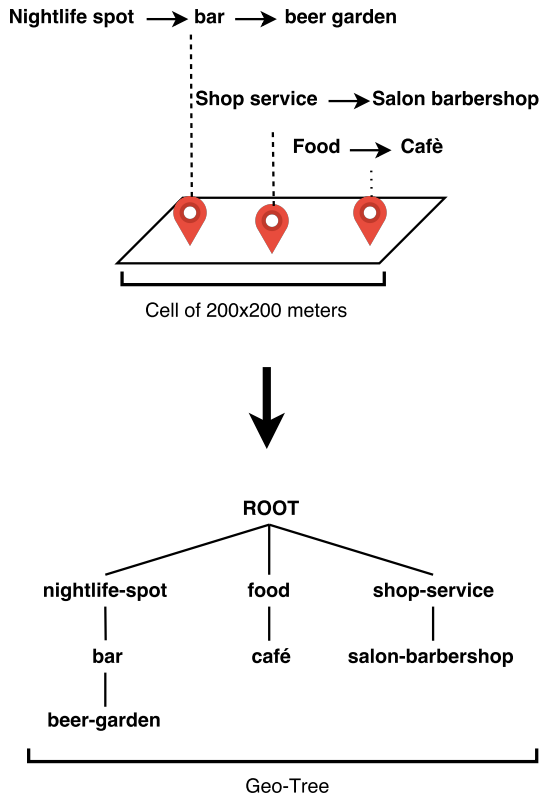 Nightlife spot bar beer garden
Shop service Salon barbershop
Food Cafè
Cell of 200x200 meters
ROOT
nightlife-spot food shop-service
bar café salon-barbershop
beer-garden
Geo-Tree